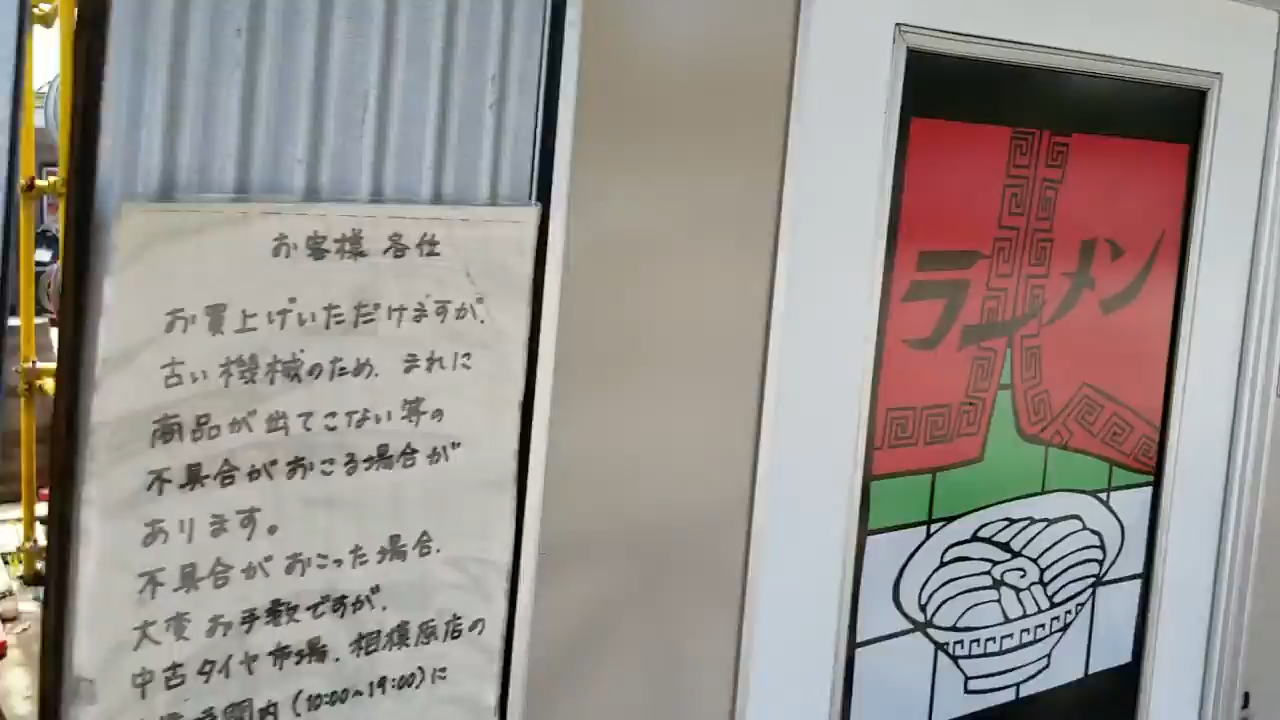 お客様 各位
お買上げいただけますが、
古い機械のため、まれに
商品が出てこない等の
不具合がおこる場合が
あります。
不具合がおこった場合、
大変お手数ですが、
中古タイヤ市場、相模原店の
時間内(10:00~19:00)に
ラーメン